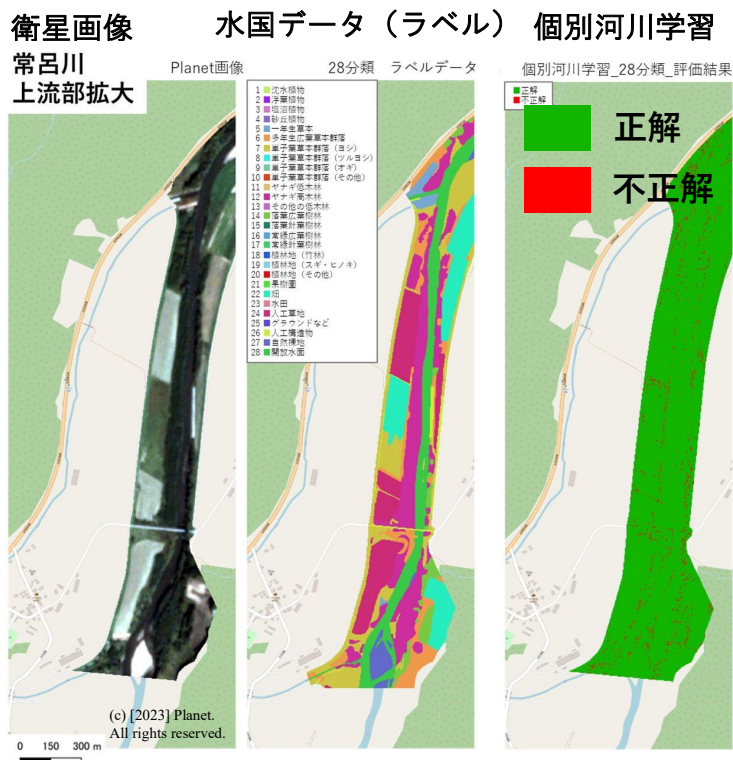 衛星画像
水国データ（ラベル）
個別河川学習
常呂川
上流部拡大
Planet画像
28分類 ラベルデータ
個別河川学習_28分類_評価結果
1 沈水植物
2 浮葉植物
3 塩沼植物
4 砂丘植物
5 一年生草本
6 多年生広葉草本群落
7 単子葉草本群落（ヨシ）
8 単子葉草本群落（ツルヨシ）
9 単子葉草本群落（オギ）
10 単子葉草本群落（その他）
11 ヤナギ低木林
12 ヤナギ高木林
13 その他の低木林
14 落葉広葉樹林
15 落葉針葉樹林
16 常緑広葉樹林
17 常緑針葉樹林
18 植林地（竹林）
19 植林地（スギ・ヒノキ）
20 植林地（その他）
21 果樹園
22 畑
23 水田
24 人工草地
25 グラウンドなど
26 人工構造物
27 自然裸地
28 開放水面
正解
不正解
正解
不正解
(c) [2023] Planet.
All rights reserved.
0 150 300 m